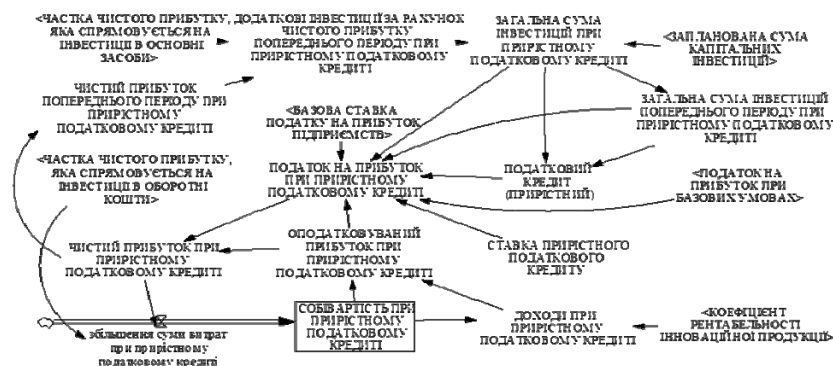 <ЧАСТКА ЧИСТОГО ПРИБУТКУ,
ЯКА СПРЯМОВУЄТЬСЯ НА
ІНВЕСТИЦІЇ В ОСНОВНІ
ЗАСОБИ>
ДОДАТКОВІ ІНВЕСТИЦІЇ ЗА РАХУНОК
ЧИСТОГО ПРИБУТКУ
ПОПЕРЕДНЬОГО ПЕРІОДУ ПРИ
ПРИРІСТНОМУ ПОДАТКОВОМУ
КРЕДИТІ
ЗАГАЛЬНА СУМА
ІНВЕСТИЦІЙ ПРИ
ПРИРІСТНОМУ
ПОДАТКОВОМУ КРЕДИТІ
<ЗАПЛАНОВАНА СУМА
КАПІТАЛЬНИХ
ІНВЕСТИЦІЙ>
ЧИСТИЙ ПРИБУТОК
ПОПЕРЕДНЬОГО ПЕРІОДУ ПРИ
ПРИРІСТНОМУ
ПОДАТКОВОМУ КРЕДИТІ
<БАЗОВА СТАВКА
ПОДАТКУ НА ПРИБУТОК
ПІДПРИЄМСТВ>
ЗАГАЛЬНА СУМА ІНВЕСТИЦІЙ
ПОПЕРЕДНЬОГО ПЕРІОДУ ПРИ
ПРИРІСТНОМУ ПОДАТКОВОМУ
КРЕДИТІ
<ЧАСТКА ЧИСТОГО ПРИБУТКУ,
ЯКА СПРЯМОВУЄТЬСЯ НА
ІНВЕСТИЦІЇ В ОБОРОТНІ
КОШТИ>
ПОДАТОК НА ПРИБУТОК
ПРИ ПРИРІСТНОМУ
ПОДАТКОВОМУ КРЕДИТІ
ПОДАТКОВИЙ
КРЕДИТ
(ПРИРІСТНИЙ)
<ПОДАТОК НА
ПРИБУТОК ПРИ
БАЗОВИХ УМОВАХ>
ЧИСТИЙ ПРИБУТОК ПРИ
ПРИРІСТНОМУ
ПОДАТКОВОМУ КРЕДИТІ
ОПОДАТКОВУВАНИЙ
ПРИБУТОК ПРИ
ПРИРІСТНОМУ
ПОДАТКОВОМУ КРЕДИТІ
СТАВКА ПРИРІСТНОГО
ПОДАТКОВОГО
КРЕДИТУ
збільшення суми витрат
при прирістному
податковому кредиті
СОБІВАРТІСТЬ ПРИ
ПРИРІСТНОМУ
ПОДАТКОВОМУ
КРЕДИТІ
ДОХОДИ ПРИ
ПРИРІСТНОМУ
ПОДАТКОВОМУ КРЕДИТІ
<КОЕФІЦІЄНТ
РЕНТАБЕЛЬНОСТІ
ІННОВАЦІЙНОЇ ПРОДУКЦІЇ>